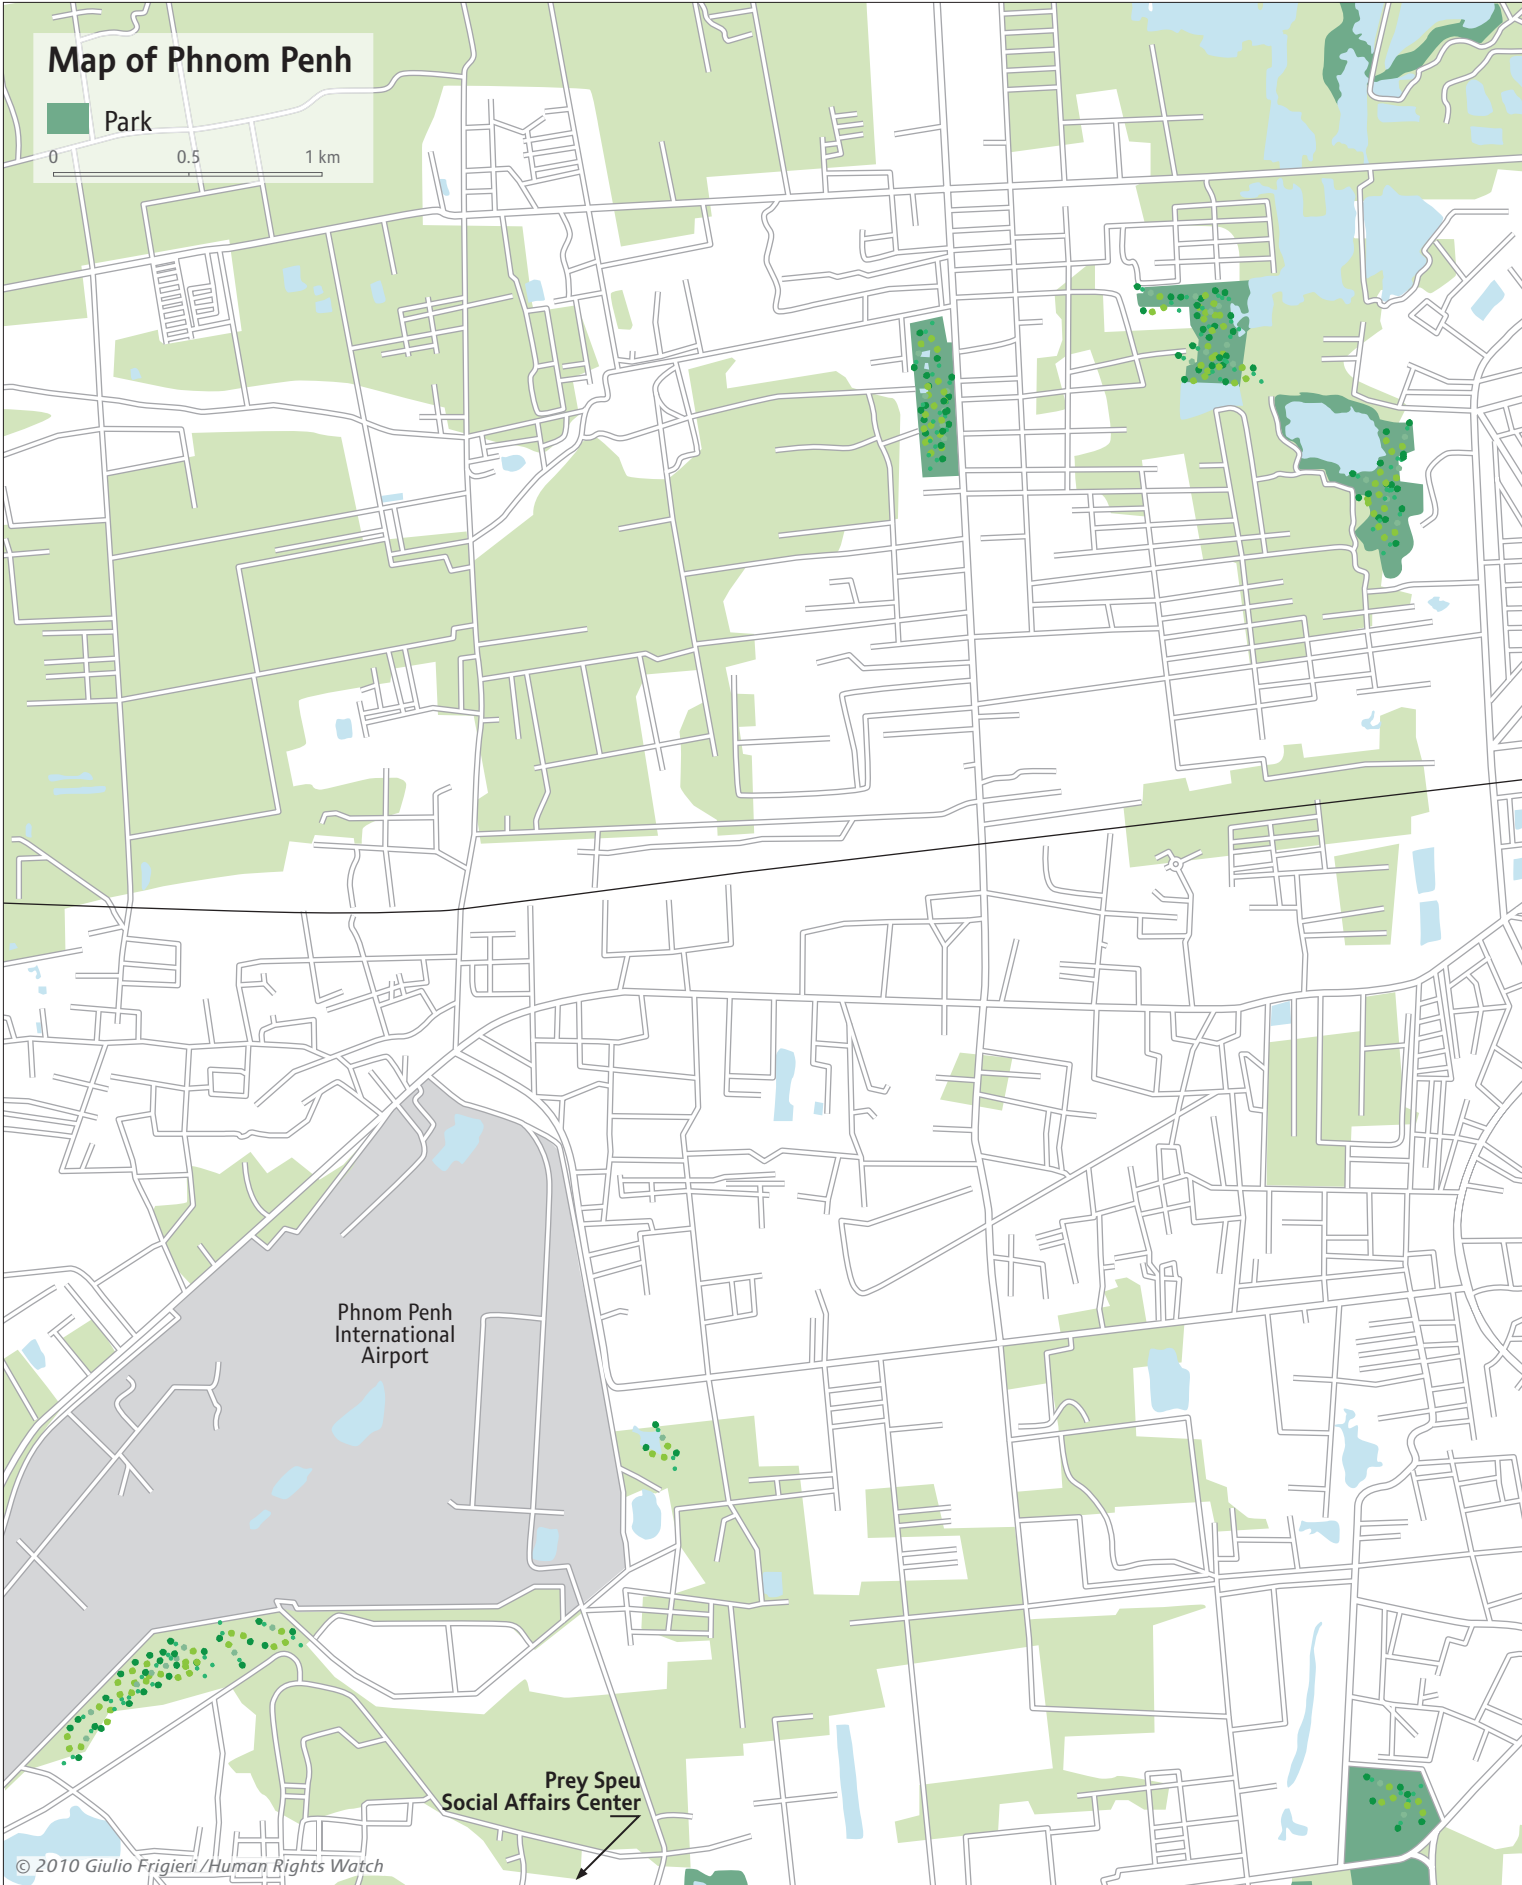 Map of Phnom Penh
Park
0 0.5 1 km
Phnom Penh
International
Airport
Prey Speu
Social Affairs Center
© 2010 Giulio Frigieri /Human Rights Watch